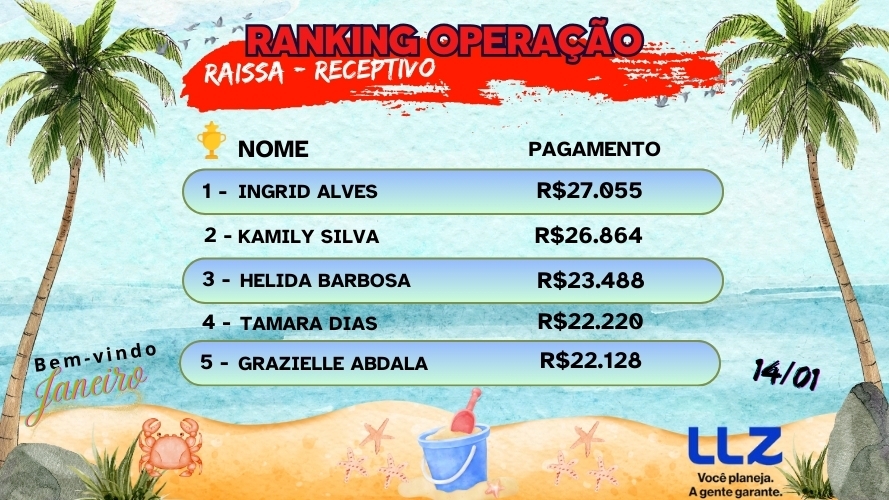 RANKING OPERAÇÃO
RAISSA - RECEPTIVO
NOME PAGAMENTO
1 - INGRID ALVES R$27.055
2 - KAMILY SILVA R$26.864
3 - HELIDA BARBOSA R$23.488
4 - TAMARA DIAS R$22.220
5 - GRAZIELLE ABDALA R$22.128
Bem-vindo
Janeiro
14/01
LLZ
Você planeja.
A gente garante.